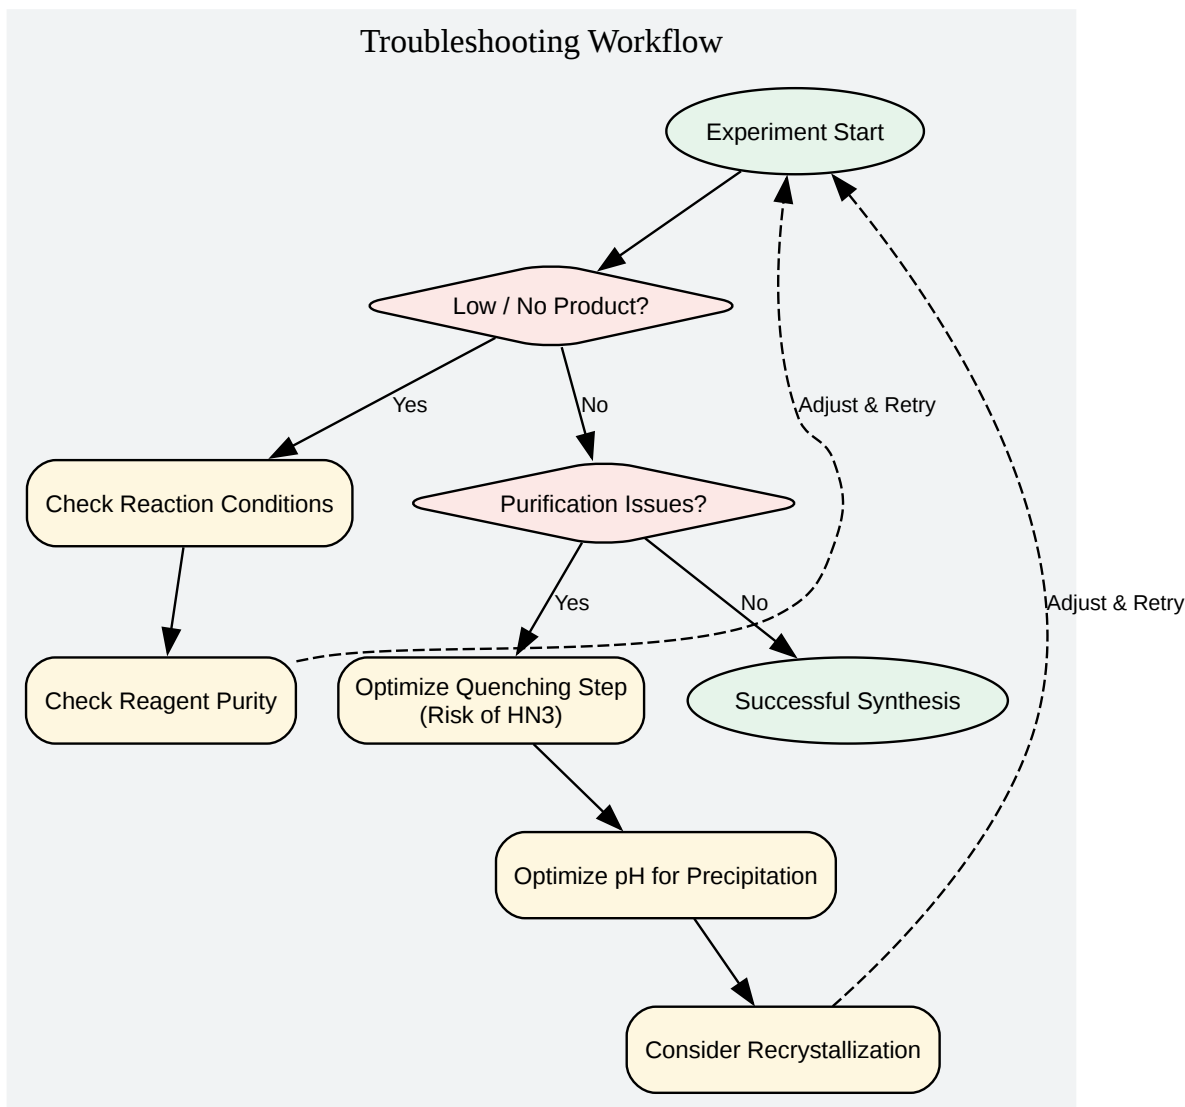 Troubleshooting Workflow
Experiment Start
Low / No Product?
Yes
No
Adjust & Retry
Check Reaction Conditions
Purification Issues?
Yes
No
Adjust & Retry
Check Reagent Purity
Optimize Quenching Step
(Risk of HN3)
Successful Synthesis
Optimize pH for Precipitation
Consider Recrystallization